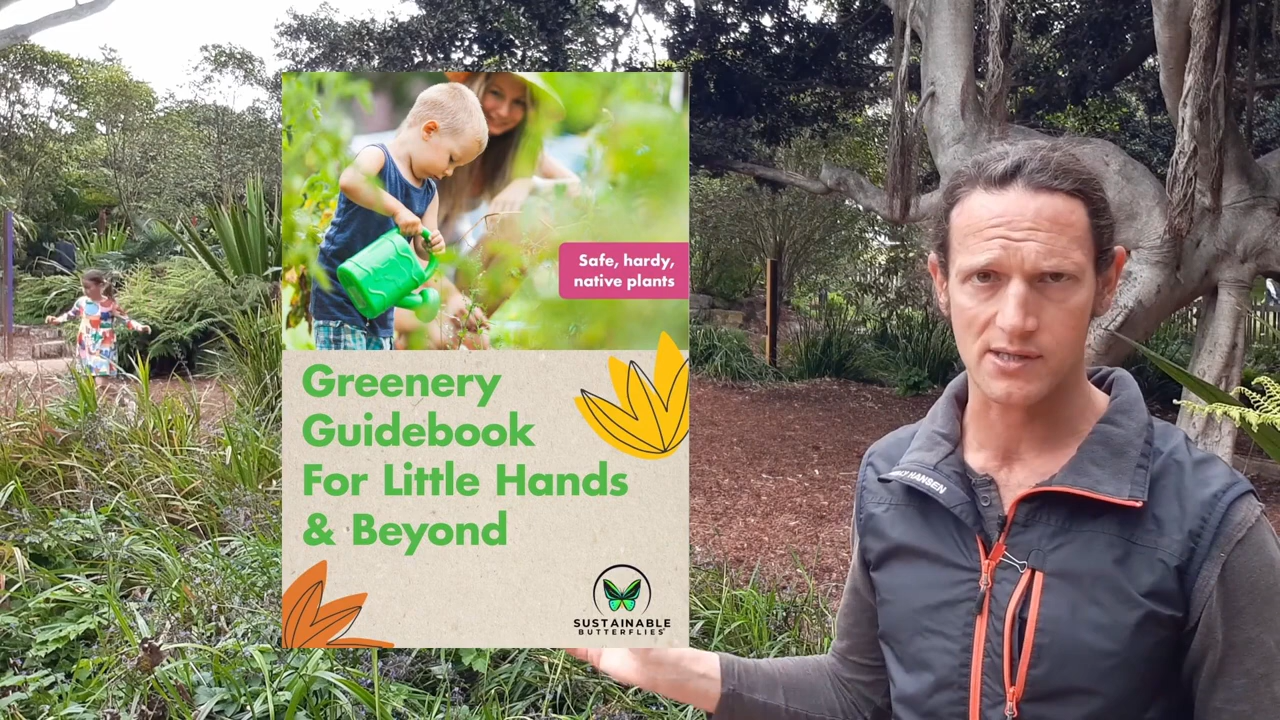 Safe, hardy,
native plants
Greenery
Guidebook
For Little Hands
& Beyond
SUSTAINABLE
BUTTERFLIES
HANSEN